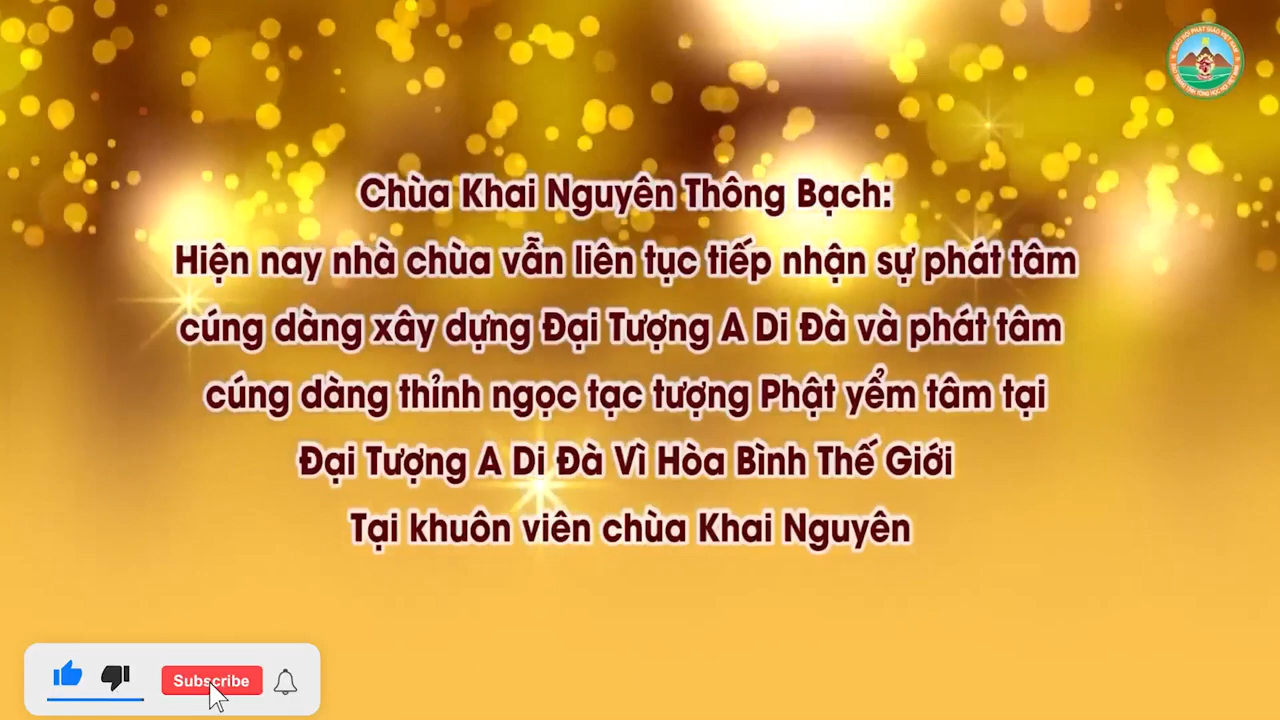 Chùa Khai Nguyên Thông Bạch:
Hiện nay nhà chùa vẫn liên tục tiếp nhận sự phát tâm
cúng dàng xây dựng Đại Tượng A Di Đà và phát tâm
cúng dàng thỉnh ngọc tạc tượng Phật yểm tâm tại
Đại Tượng A Di Đà Vì Hòa Bình Thế Giới
Tại khuôn viên chùa Khai Nguyên
Subscribe